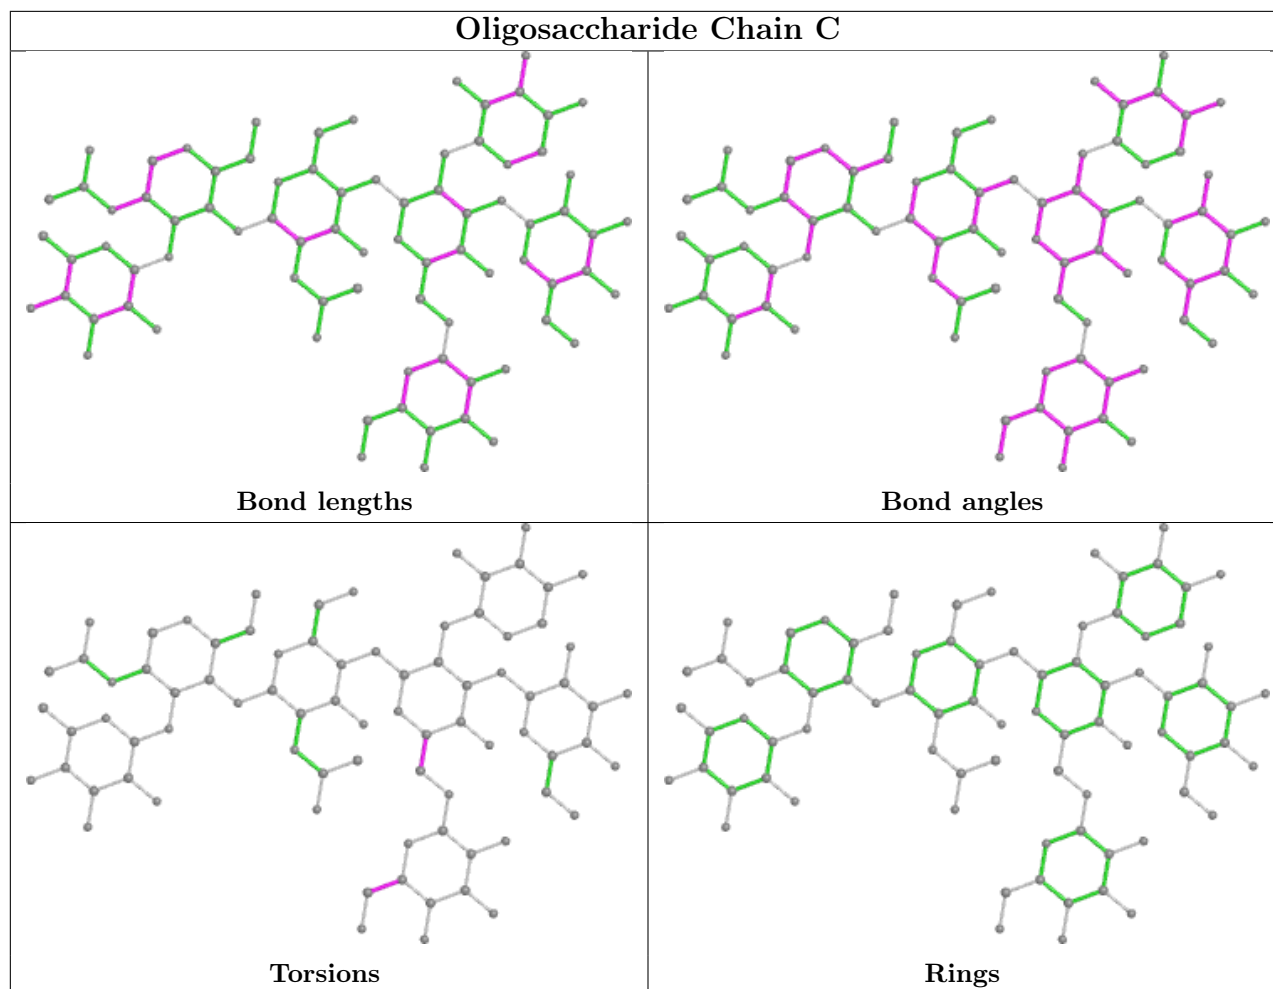 Oligosaccharide Chain C
Bond lengths
Bond angles
Torsions
Rings